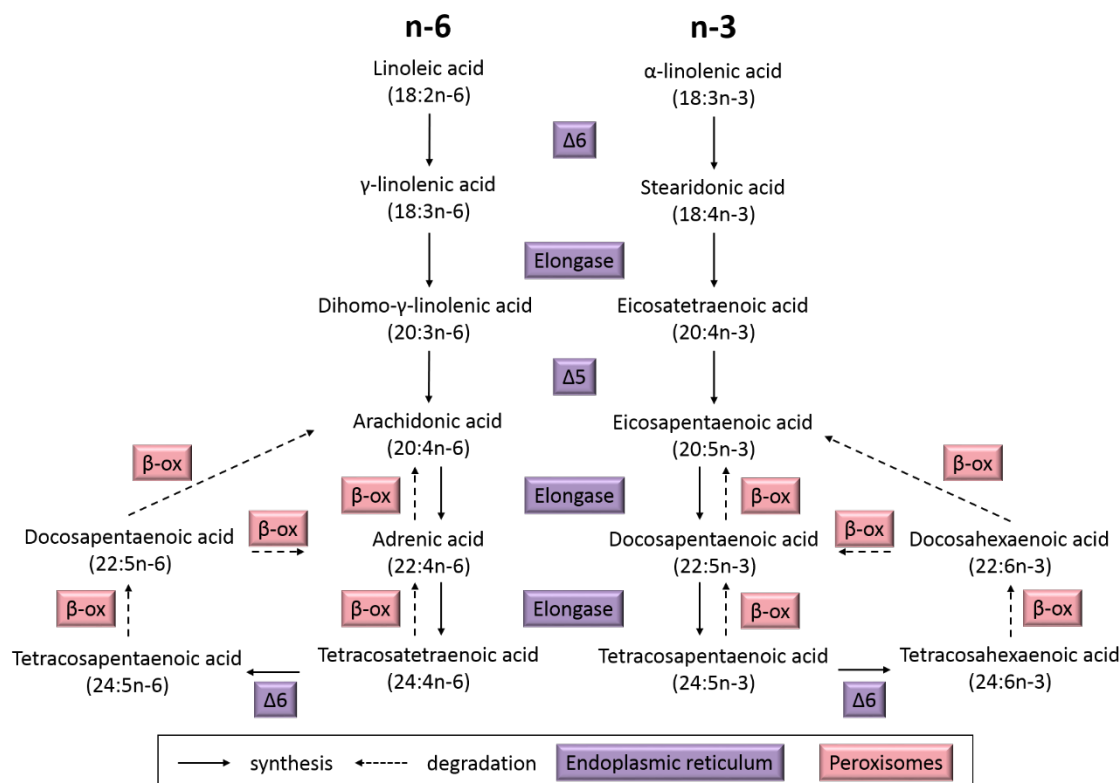 n-6
n-3
Linoleic acid
(18:2n-6)
α-linolenic acid
(18:3n-3)
Δ6
γ-linolenic acid
(18:3n-6)
Stearidonic acid
(18:4n-3)
Elongase
Dihomo-γ-linolenic acid
(20:3n-6)
Eicosatetraenoic acid
(20:4n-3)
Δ5
Arachidonic acid
(20:4n-6)
Eicosapentaenoic acid
(20:5n-3)
β-ox
β-ox
β-ox
Elongase
β-ox
β-ox
β-ox
Docosapentaenoic acid
(22:5n-6)
Adrenic acid
(22:4n-6)
Docosapentaenoic acid
(22:5n-3)
Docosahexaenoic acid
(22:6n-3)
β-ox
β-ox
Elongase
β-ox
β-ox
Tetracosapentaenoic acid
(24:5n-6)
Tetracosatetraenoic acid
(24:4n-6)
Tetracosapentaenoic acid
(24:5n-3)
Tetracosahexaenoic acid
(24:6n-3)
Δ6
Δ6
synthesis
degradation
Endoplasmic reticulum
Peroxisomes